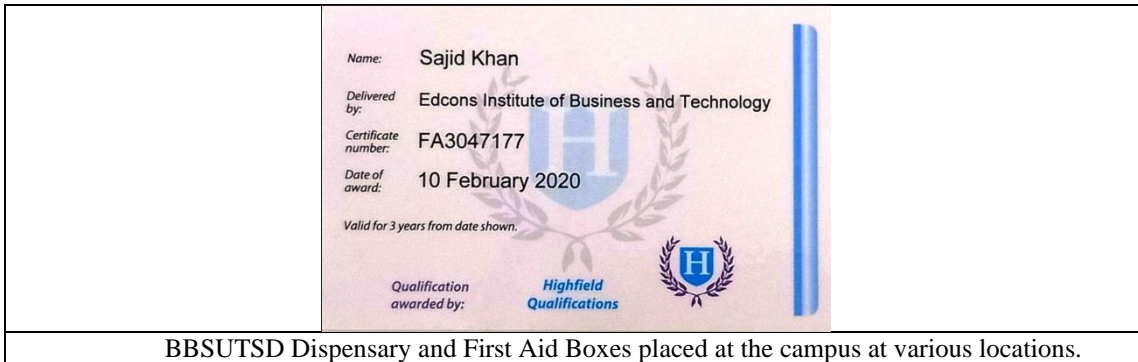 Name: Sajid Khan
Delivered by: Edcons Institute of Business and Technology
Certificate number: FA3047177
Date of award: 10 February 2020
Valid for 3 years from date shown.
Qualification awarded by: Highfield Qualifications
H
H
BBSUTSD Dispensary and First Aid Boxes placed at the campus at various locations.